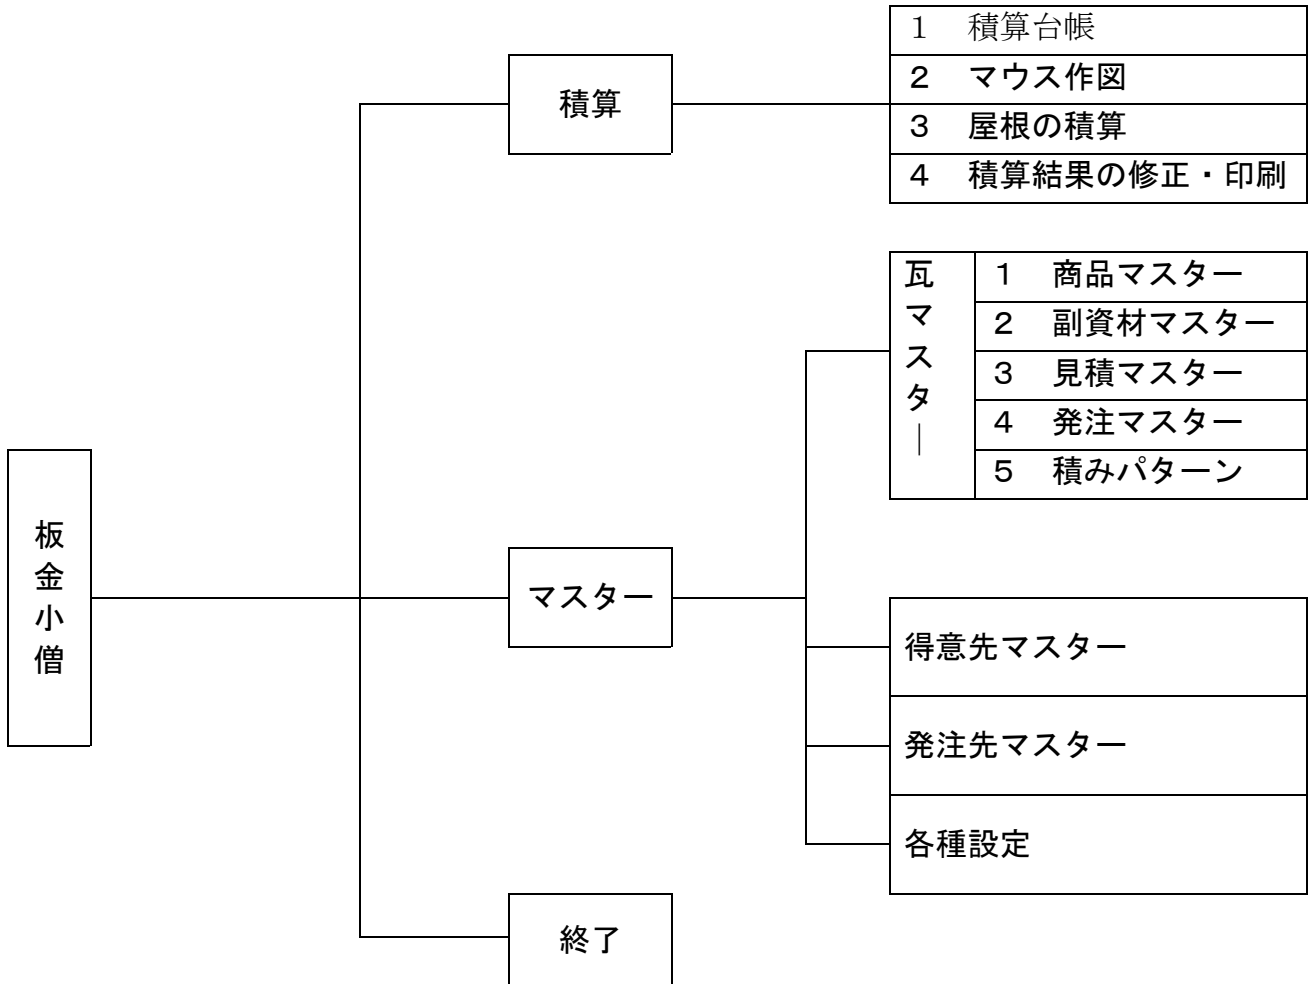 板金小僧
積算
1 積算台帳
2 マウス作図
3 屋根の積算
4 積算結果の修正・印刷
マスター
瓦マスター
1 商品マスター
2 副資材マスター
3 見積マスター
4 発注マスター
5 積みパターン
得意先マスター
発注先マスター
各種設定
終了